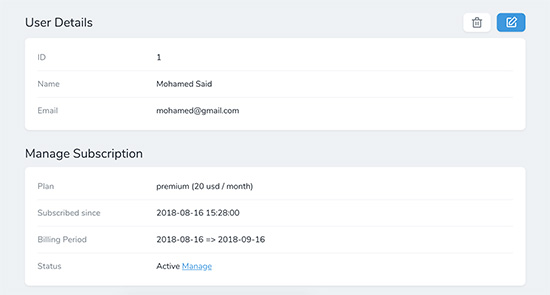 User Details
ID 1
Name Mohamed Said
Email mohamed@gmail.com
Manage Subscription
Plan premium (20 usd / month)
Subscribed since 2018-08-16 15:28:00
Billing Period 2018-08-16 => 2018-09-16
Status Active Manage